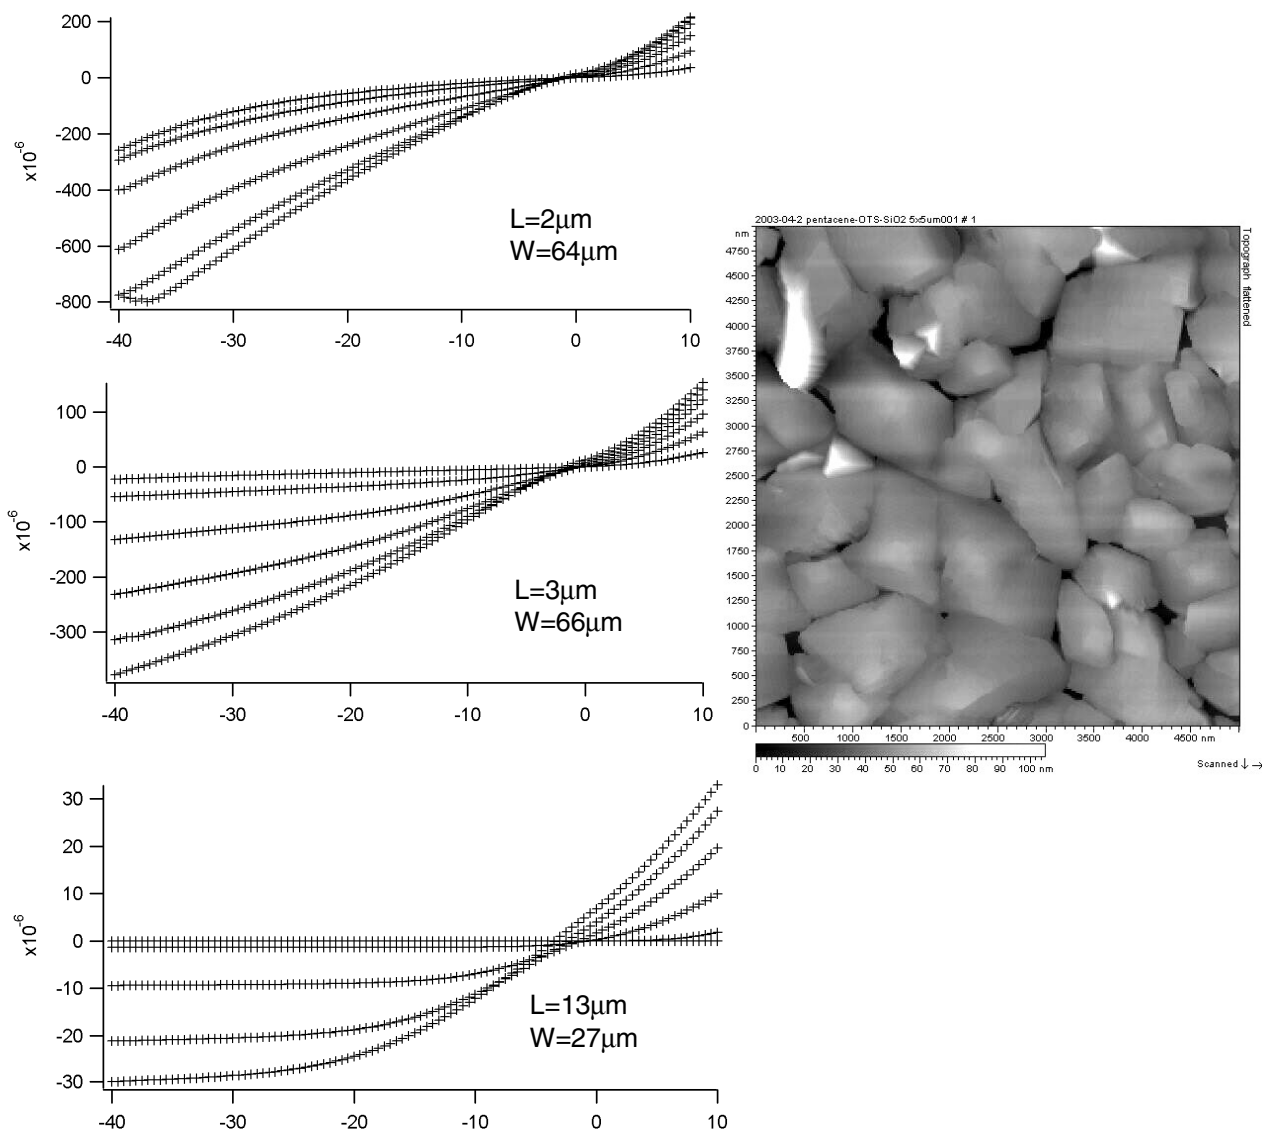 200
0
-200
-400
-600
-800
x10-6
L=2μm
W=64μm
-40 -30 -20 -10 0 10
100
0
-100
-200
-300
x10-6
L=3μm
W=66μm
-40 -30 -20 -10 0 10
30
20
10
0
-10
-20
-30
x10-6
L=13μm
W=27μm
-40 -30 -20 -10 0 10
2003-04-2 pentacene-OTS-SiO2 5x5um001 # 1
nm
4750
4500
4250
4000
3750
3500
3250
3000
2750
2500
2250
2000
1750
1500
1250
1000
750
500
250
0
Topograph flattened
500 1000 1500 2000 2500 3000 3500 4000 4500 nm
0 10 20 30 40 50 60 70 80 90 100 nm
Scanned ↓ →